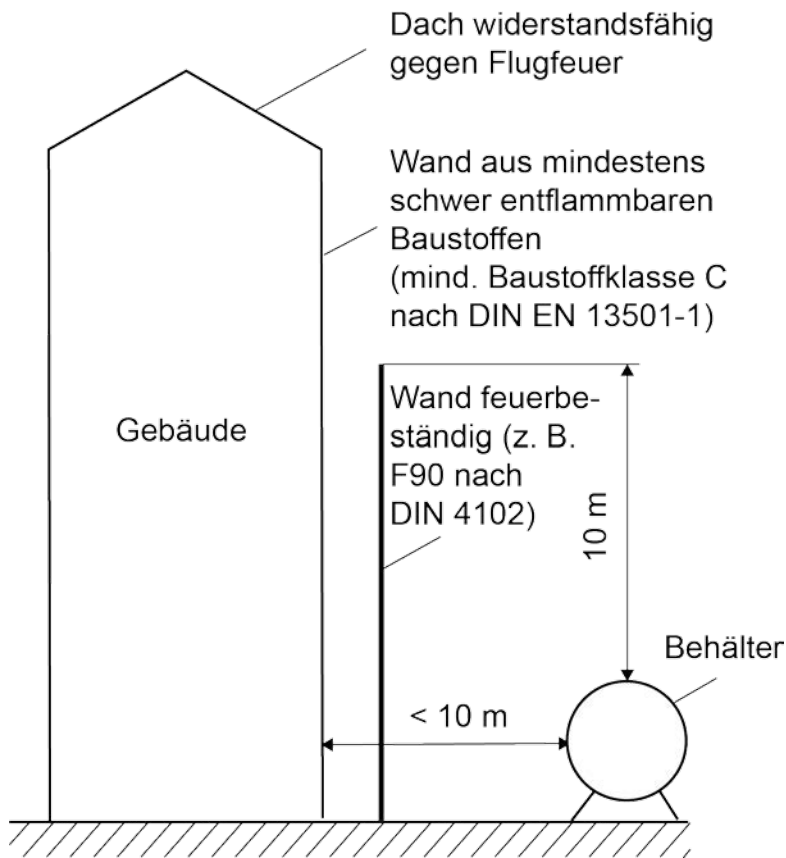 Dach widerstandsfähig
gegen Flugfeuer
Wand aus mindestens
schwer entflammbaren
Baustoffen
(mind. Baustoffklasse C
nach DIN EN 13501-1)
Gebäude
Wand feuerbe-
ständig (z. B.
F90 nach
DIN 4102)
10 m
Behälter
< 10 m